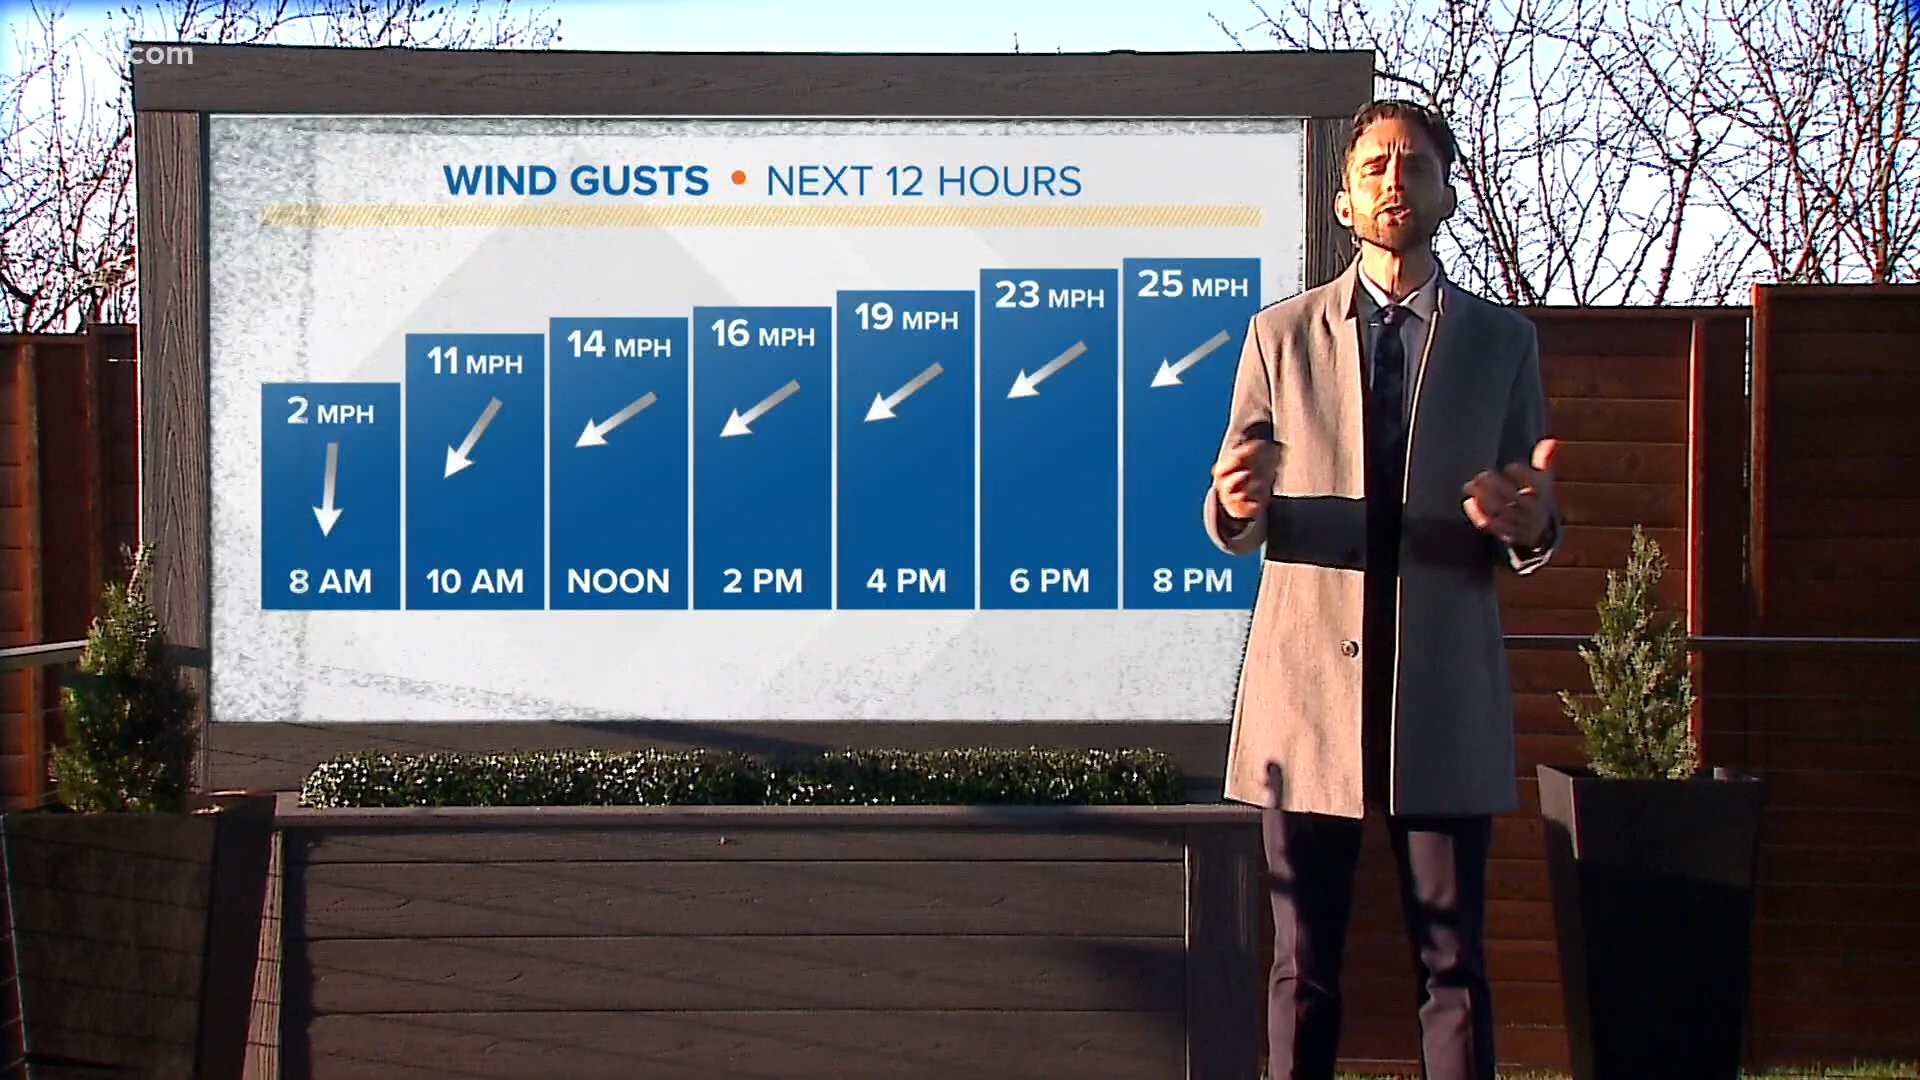 .com
WIND GUSTS • NEXT 12 HOURS
2 MPH
11 MPH
14 MPH
16 MPH
19 MPH
23 MPH
25 MPH
8 AM
10 AM
NOON
2 PM
4 PM
6 PM
8 PM